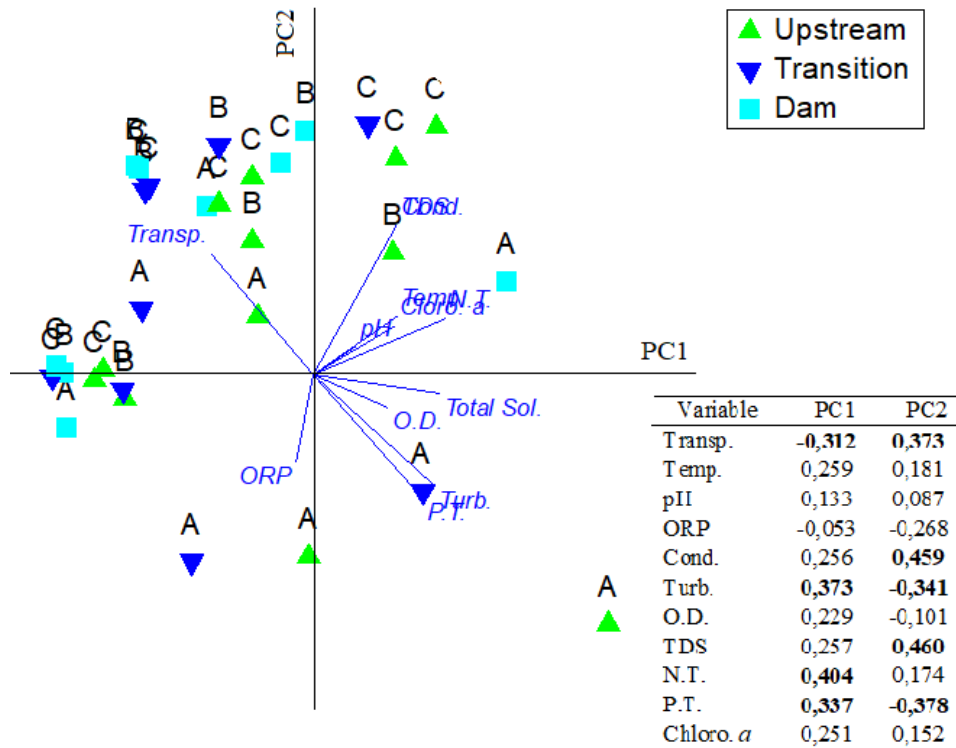 PC2
Upstream
Transition
Dam
C
C
B
B
C
C
B
C
C
B
C
A
C
B
TDS
Cond.
B
Transp.
A
A
A
Temp.
N.T.
Cloro. a
pH
C
C
B
C
C
B
B
PC1
A
Total Sol.
O.D.
A
ORP
Turb.
P.T.
A
A
A
Variable PC1 PC2
Transp. -0,312 0,373
Temp. 0,259 0,181
pH 0,133 0,087
ORP -0,053 -0,268
Cond. 0,256 0,459
Turb. 0,373 -0,341
O.D. 0,229 -0,101
TDS 0,257 0,460
N.T. 0,404 0,174
P.T. 0,337 -0,378
Chloro. a 0,251 0,152